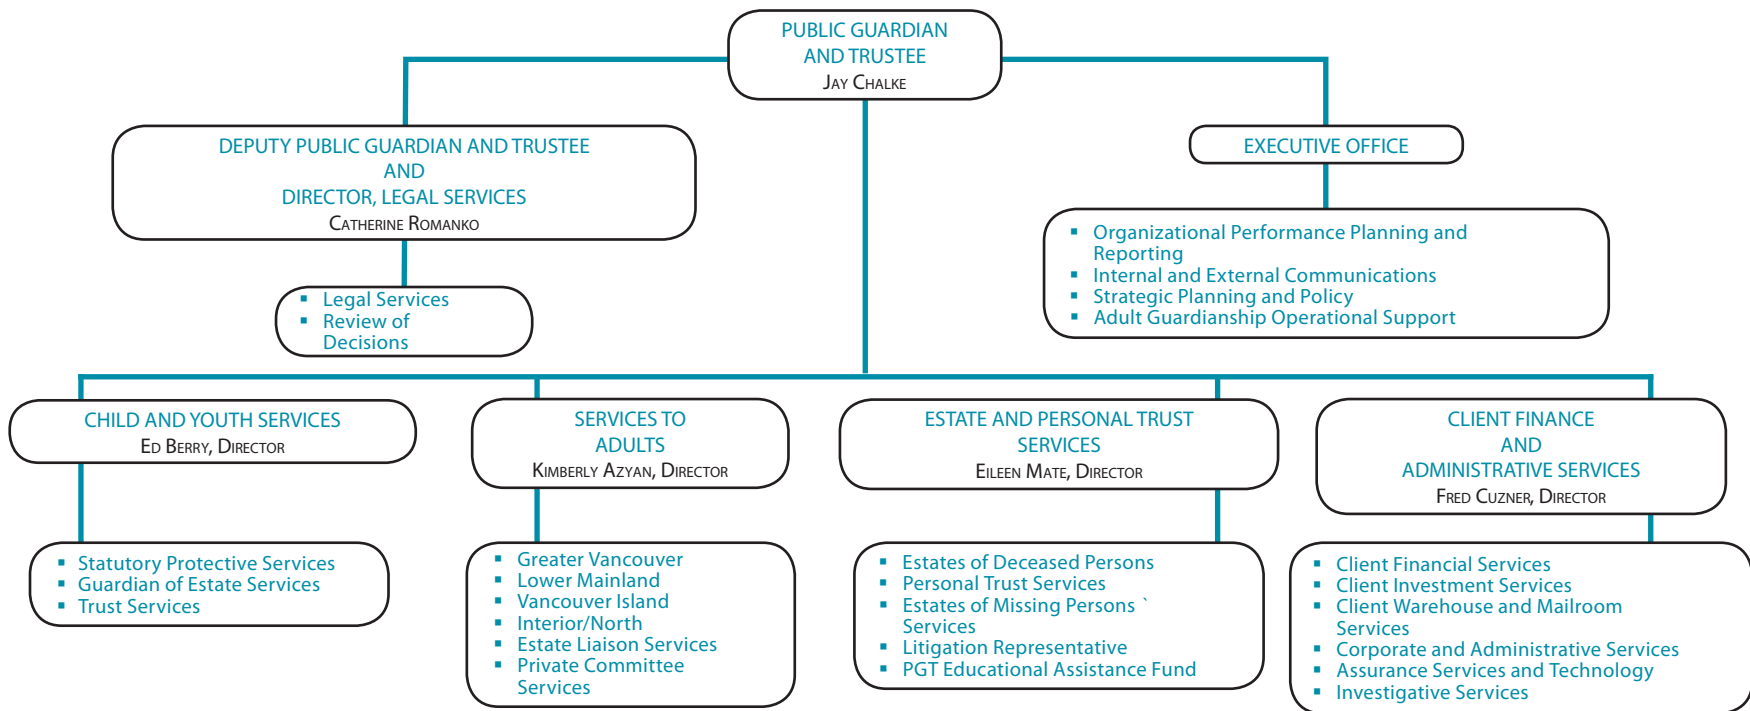 PUBLIC GUARDIAN
AND TRUSTEE
JAY CHALKE
DEPUTY PUBLIC GUARDIAN AND TRUSTEE
AND
DIRECTOR, LEGAL SERVICES
CATHERINE ROMANKO
EXECUTIVE OFFICE
▪ Legal Services
▪ Review of
Decisions
▪ Organizational Performance Planning and
Reporting
▪ Internal and External Communications
▪ Strategic Planning and Policy
▪ Adult Guardianship Operational Support
CHILD AND YOUTH SERVICES
ED BERRY, DIRECTOR
SERVICES TO
ADULTS
KIMBERLY AZYAN, DIRECTOR
ESTATE AND PERSONAL TRUST
SERVICES
EILEEN MATE, DIRECTOR
CLIENT FINANCE
AND
ADMINISTRATIVE SERVICES
FRED CUZNER, DIRECTOR
▪ Statutory Protective Services
▪ Guardian of Estate Services
▪ Trust Services
▪ Greater Vancouver
▪ Lower Mainland
▪ Vancouver Island
▪ Interior/North
▪ Estate Liaison Services
▪ Private Committee
Services
▪ Estates of Deceased Persons
▪ Personal Trust Services
▪ Estates of Missing Persons `
Services
▪ Litigation Representative
▪ PGT Educational Assistance Fund
▪ Client Financial Services
▪ Client Investment Services
▪ Client Warehouse and Mailroom
Services
▪ Corporate and Administrative Services
▪ Assurance Services and Technology
▪ Investigative Services